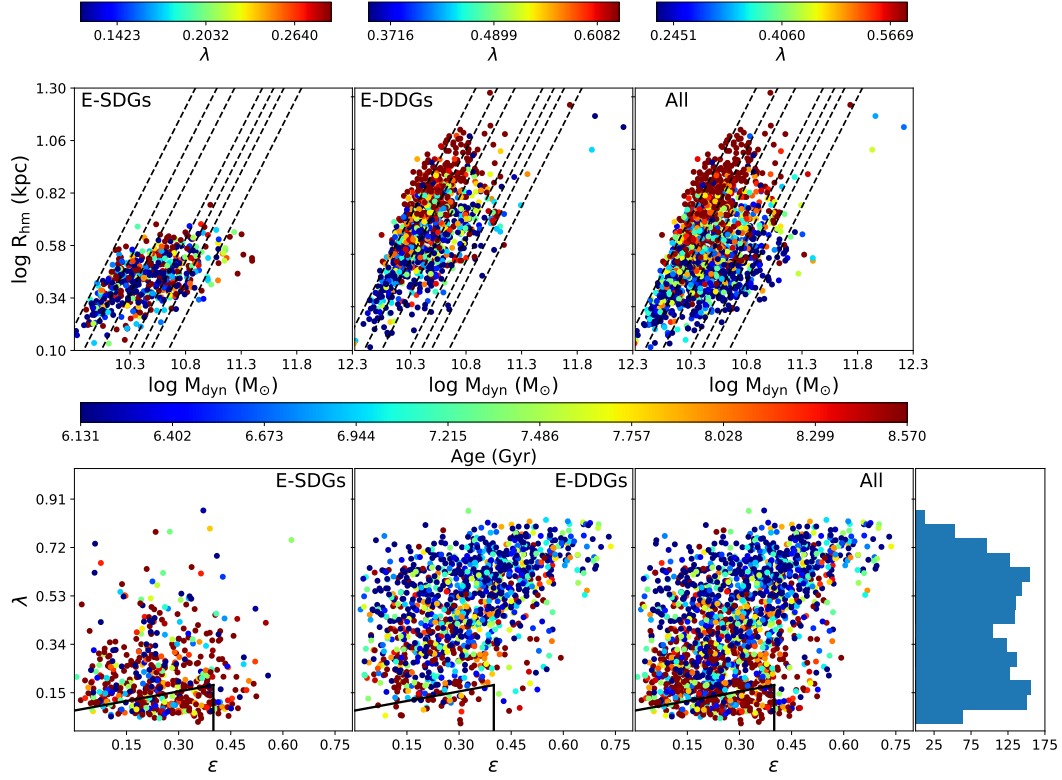 0.1423 0.2032 0.2640 0.3716 0.4899 0.6082 0.2451 0.4060 0.5669
λ λ λ
E-SDGs E-DDGs All
1.30
1.06
0.82
0.58
0.34
0.10
log R_hm (kpc)
10.3 10.8 11.3 11.8 12.3 10.3 10.8 11.3 11.8 12.3 10.3 10.8 11.3 11.8 12.3
log M_dyn (M_⊙) log M_dyn (M_⊙) log M_dyn (M_⊙)
6.131 6.402 6.673 6.944 7.215 7.486 7.757 8.028 8.299 8.570
Age (Gyr)
E-SDGs E-DDGs All
0.91
0.72
0.53
0.34
0.15
λ
0.15 0.30 0.45 0.60 0.75 0.15 0.30 0.45 0.60 0.75 0.15 0.30 0.45 0.60 0.75 25 75 125 175
ε ε ε